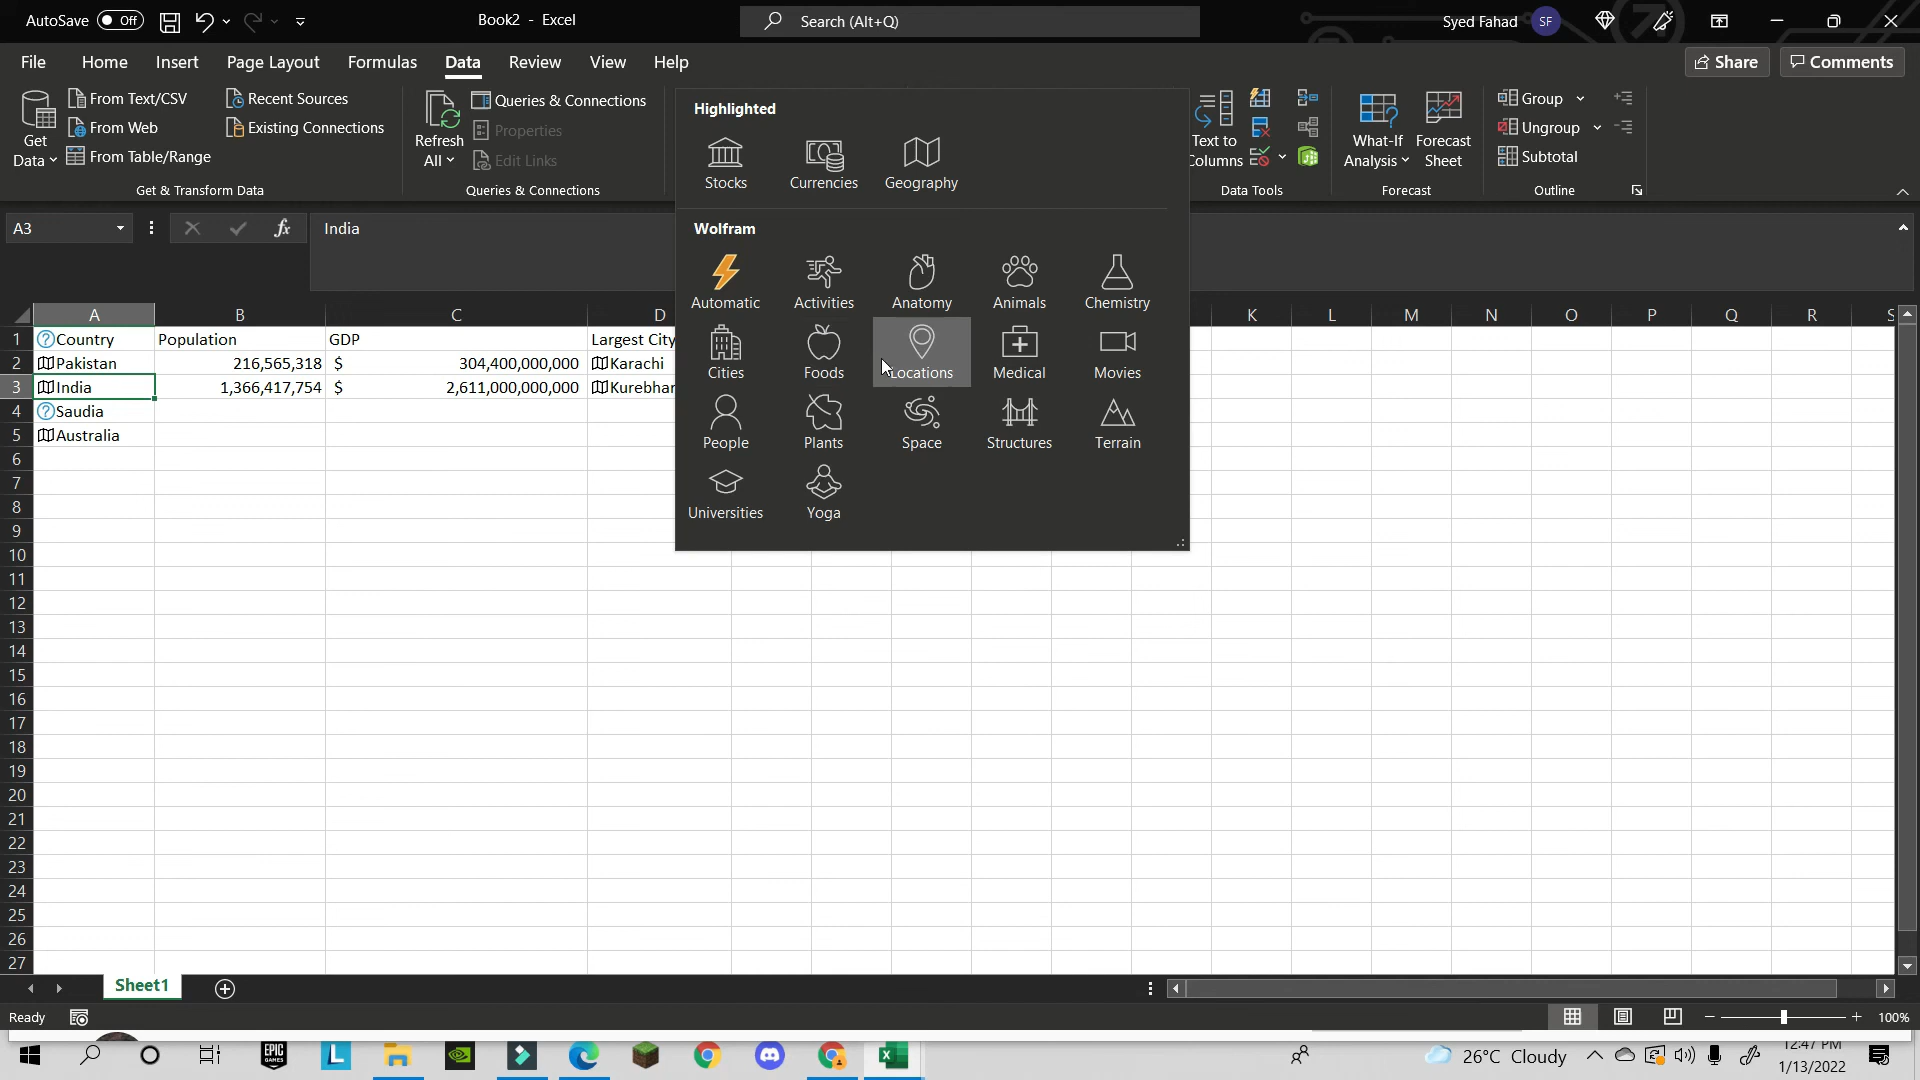 AutoSave Off Book2 - Excel Search (Alt+Q) Syed Fahad SF
File Home Insert Page Layout Formulas Data Review View Help Share Comments
Get Data
From Text/CSV
From Web
From Table/Range
Recent Sources
Existing Connections
Get & Transform Data
Refresh All
Queries & Connections
Properties
Edit Links
Queries & Connections
Text to Columns
Data Tools
What-If Analysis
Forecast Sheet
Forecast
Group
Ungroup
Subtotal
Outline
Highlighted
Stocks Currencies Geography
Wolfram
Automatic Activities Anatomy Animals Chemistry
Cities Foods Locations Medical Movies
People Plants Space Structures Terrain
Universities Yoga
A3 fx India
A B C D K L M N O P Q R S
1 Country Population GDP Largest City
2 Pakistan 216,565,318 $ 304,400,000,000 Karachi
3 India 1,366,417,754 $ 2,611,000,000,000 Kurebhar
4 Saudia
5 Australia
6
7
8
9
10
11
12
13
14
15
16
17
18
19
20
21
22
23
24
25
26
27
Sheet1
Ready 100%
EPIC GAMES L 26°C Cloudy 12:47 PM
1/13/2022